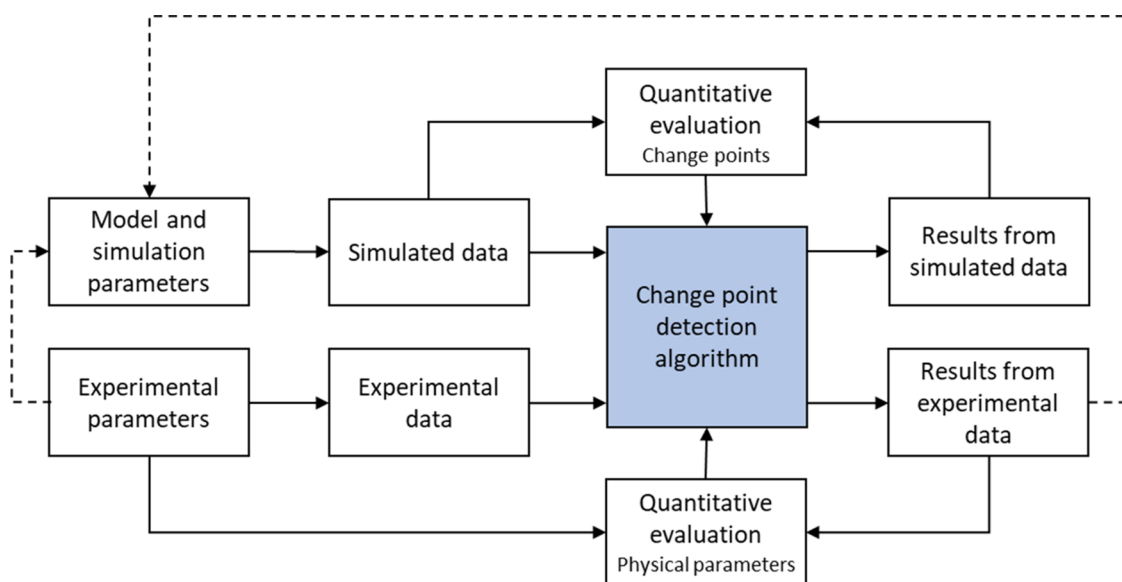 Quantitative
evaluation
Change points
Model and
simulation
parameters
Simulated data
Change point
detection
algorithm
Results from
simulated data
Experimental
parameters
Experimental
data
Results from
experimental
data
Quantitative
evaluation
Physical parameters